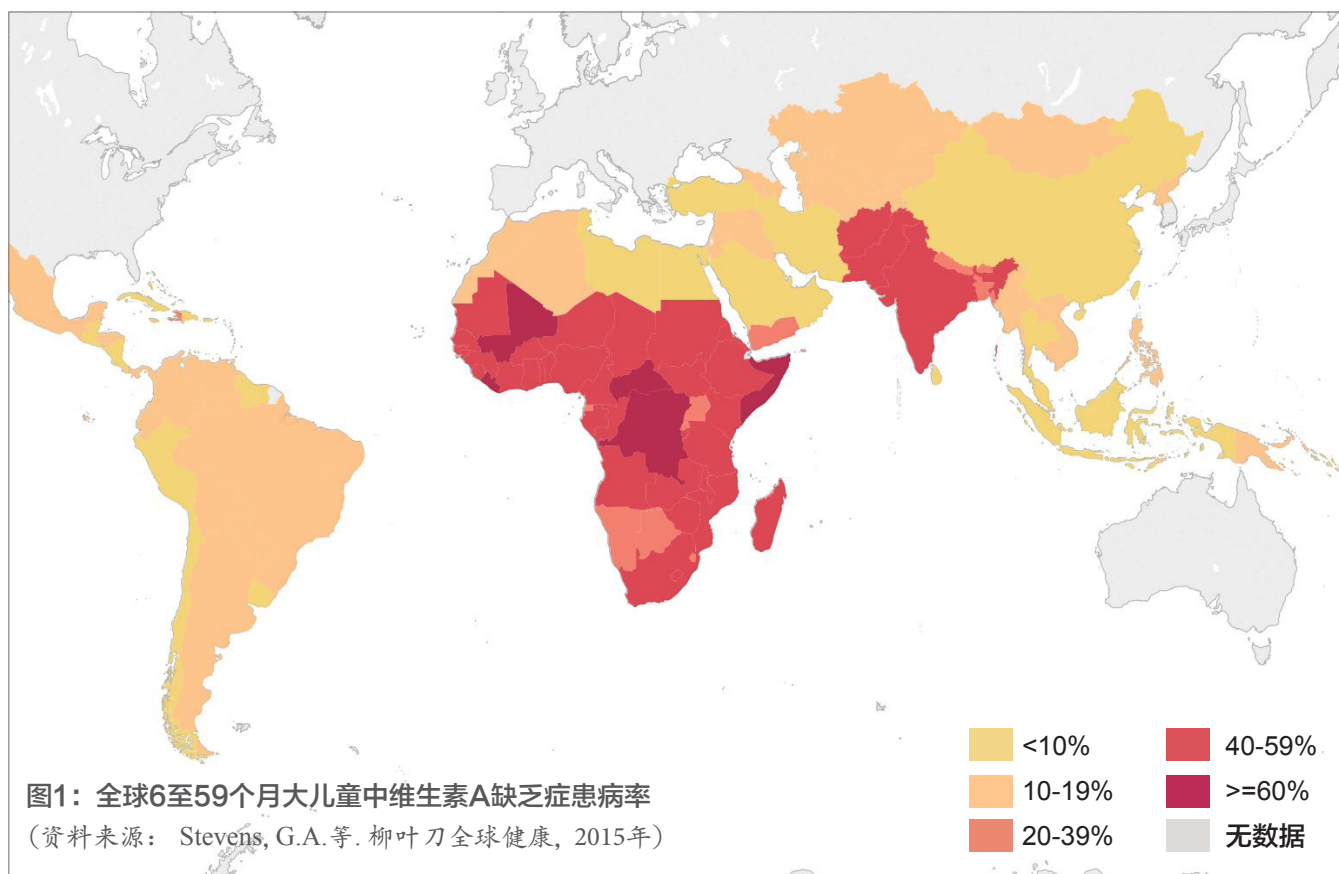 图1：全球6至59个月大儿童中维生素A缺乏症患病率
（资料来源： Stevens, G.A.等. 柳叶刀全球健康, 2015年）
<10%
10-19%
20-39%
40-59%
>=60%
无数据